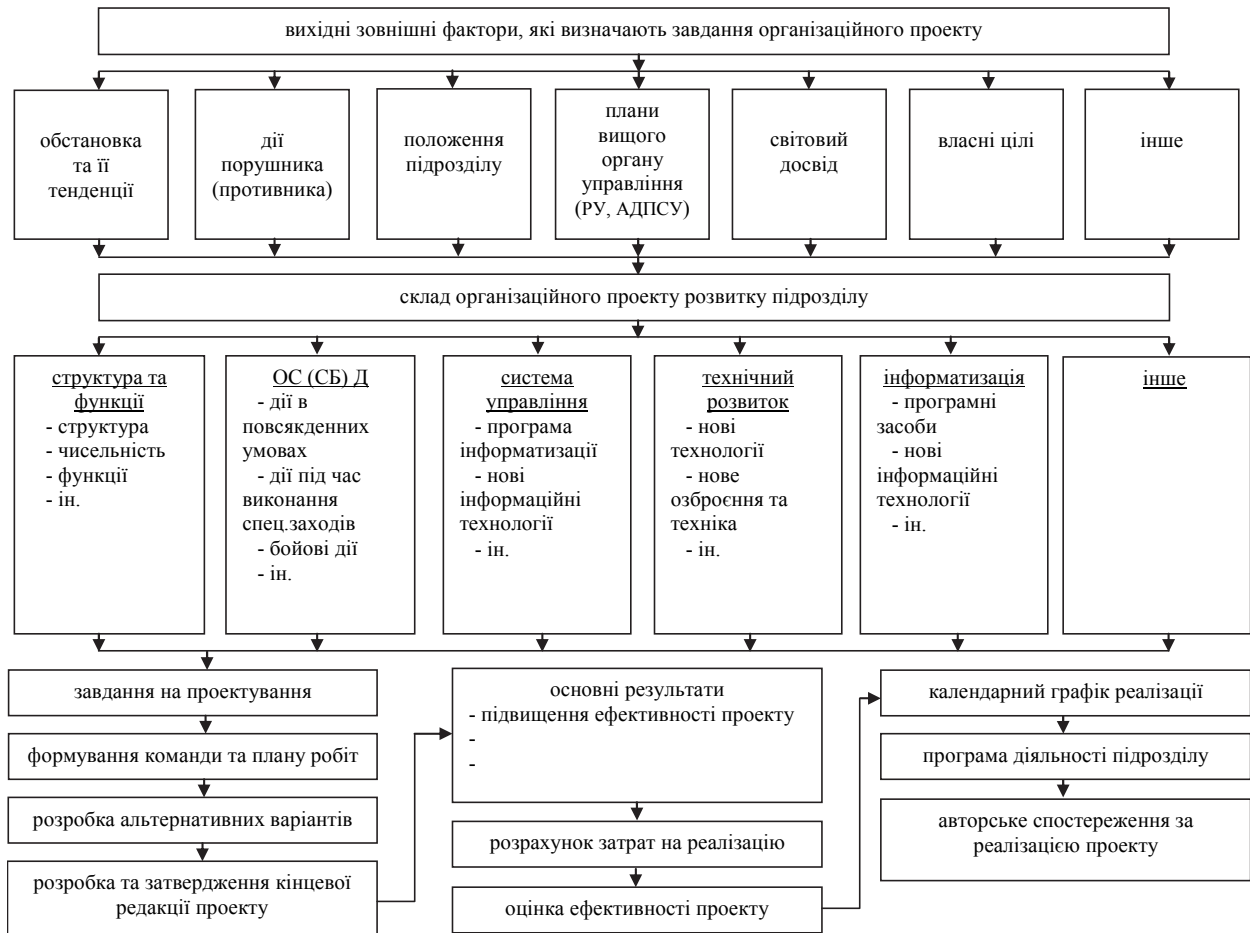 вихідні зовнішні фактори, які визначають завдання організаційного проекту
обстановка
та її
тенденції
дії
порушника
(противника)
положення
підрозділу
плани
вищого
органу
управління
(РУ, АДПСУ)
світовий
досвід
власні цілі
інше
склад організаційного проекту розвитку підрозділу
структура та
функції
- структура
- чисельність
- функції
- ін.
ОС (СБ) Д
- дії в
повсякденних
умовах
- дії під час
виконання
спец.заходів
- бойові дії
- ін.
система
управління
- програма
інформатизації
- нові
інформаційні
технології
- ін.
технічний
розвиток
- нові
технології
- нове
озброєння та
техніка
- ін.
інформатизація
- програмні
засоби
- нові
інформаційні
технології
- ін.
інше
завдання на проектування
формування команди та плану робіт
розробка альтернативних варіантів
розробка та затвердження кінцевої
редакції проекту
основні результати
- підвищення ефективності проекту
-
-
розрахунок затрат на реалізацію
оцінка ефективності проекту
календарний графік реалізації
програма діяльності підрозділу
авторське спостереження за
реалізацією проекту